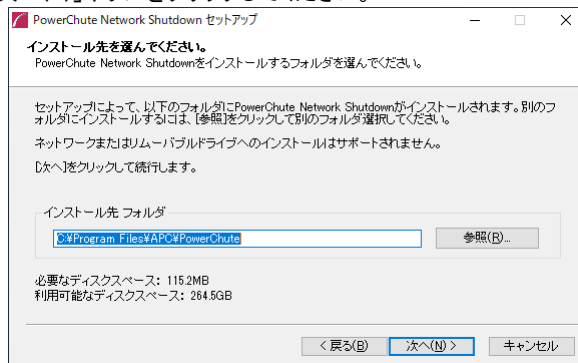 PowerChute Network Shutdown セットアップ
インストール先を選んでください。
PowerChute Network Shutdownをインストールするフォルダを選んでください。
セットアップによって、以下のフォルダにPowerChute Network Shutdownがインストールされます。別のフ
ォルダにインストールするには、[参照]をクリックして別のフォルダ選択してください。
ネットワークまたはリムーバブルドライブへのインストールはサポートされません。
[次へ]をクリックして続行します。
インストール先 フォルダ
C:¥Program Files¥APC¥PowerChute
参照(R)...
必要なディスクスペース: 115.2MB
利用可能なディスクスペース: 264.5GB
< 戻る(B)
次へ(N) >
キャンセル